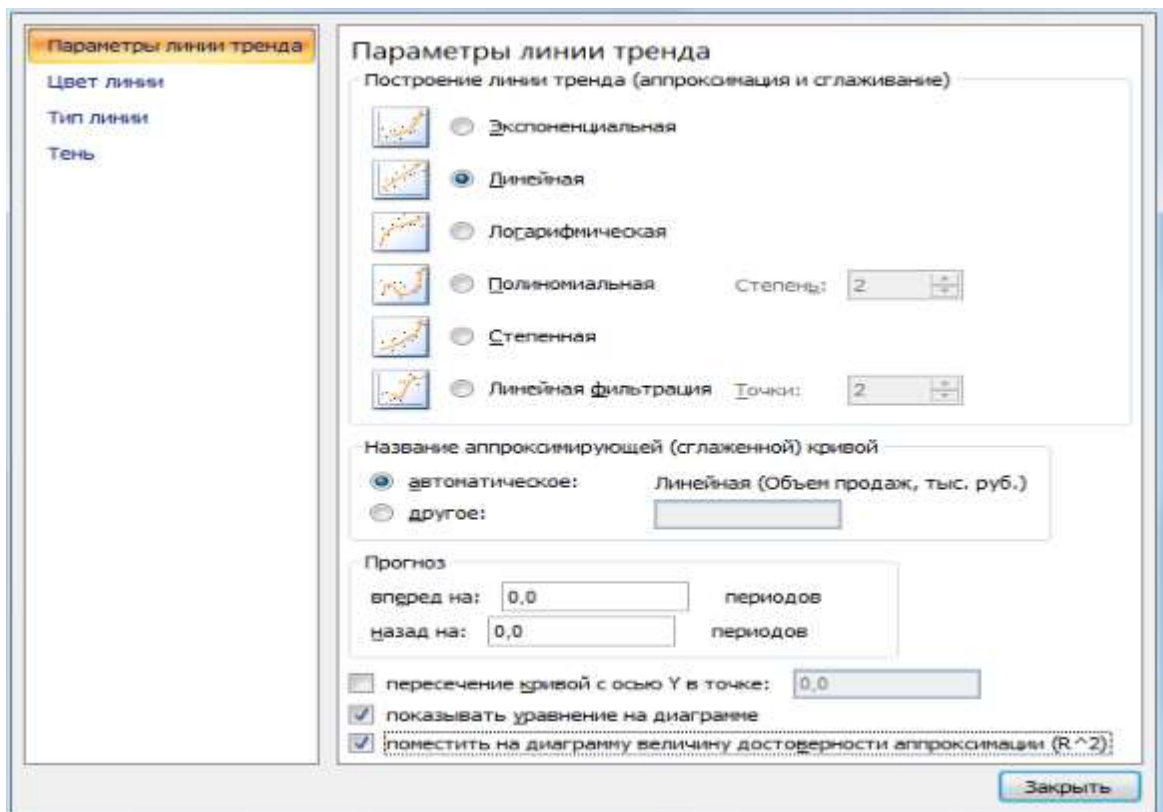 Параметры линии тренда
Цвет линии
Тип линии
Тень
Параметры линии тренда
Построение линии тренда (аппроксимация и сглаживание)
Экспоненциальная
Линейная
Логарифмическая
Полиномиальная Степень: 2
Степенная
Линейная фильтрация Точки: 2
Название аппроксимирующей (сглаженной) кривой
автоматическое: Линейная (Объем продаж, тыс. руб.)
другое:
Прогноз
вперед на: 0,0 периодов
назад на: 0,0 периодов
пересечение кривой с осью Y в точке: 0,0
показывать уравнение на диаграмме
поместить на диаграмму величину достоверности аппроксимации (R^2)
Закрыть